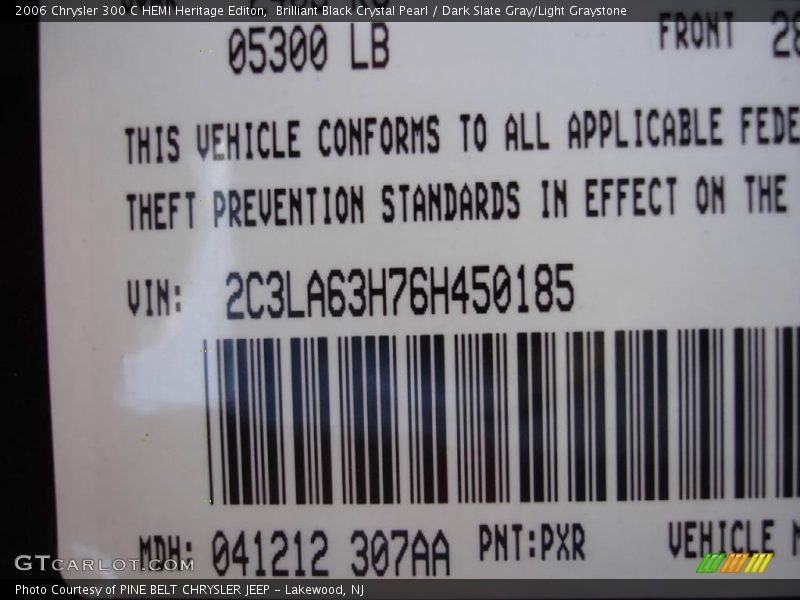 2006 Chrysler 300 C HEMI Heritage Editon,  Brilliant Black Crystal Pearl / Dark Slate Gray/Light Graystone
05300 LB
FRONT 28
THIS VEHICLE CONFORMS TO ALL APPLICABLE FEDE
THEFT PREVENTION STANDARDS IN EFFECT ON THE
VIN: 2C3LA63H76H450185
MDH: 041212 307AA PNT:PXR VEHICLE
GTCARLOT.COM
Photo Courtesy of PINE BELT CHRYSLER JEEP - Lakewood, NJ